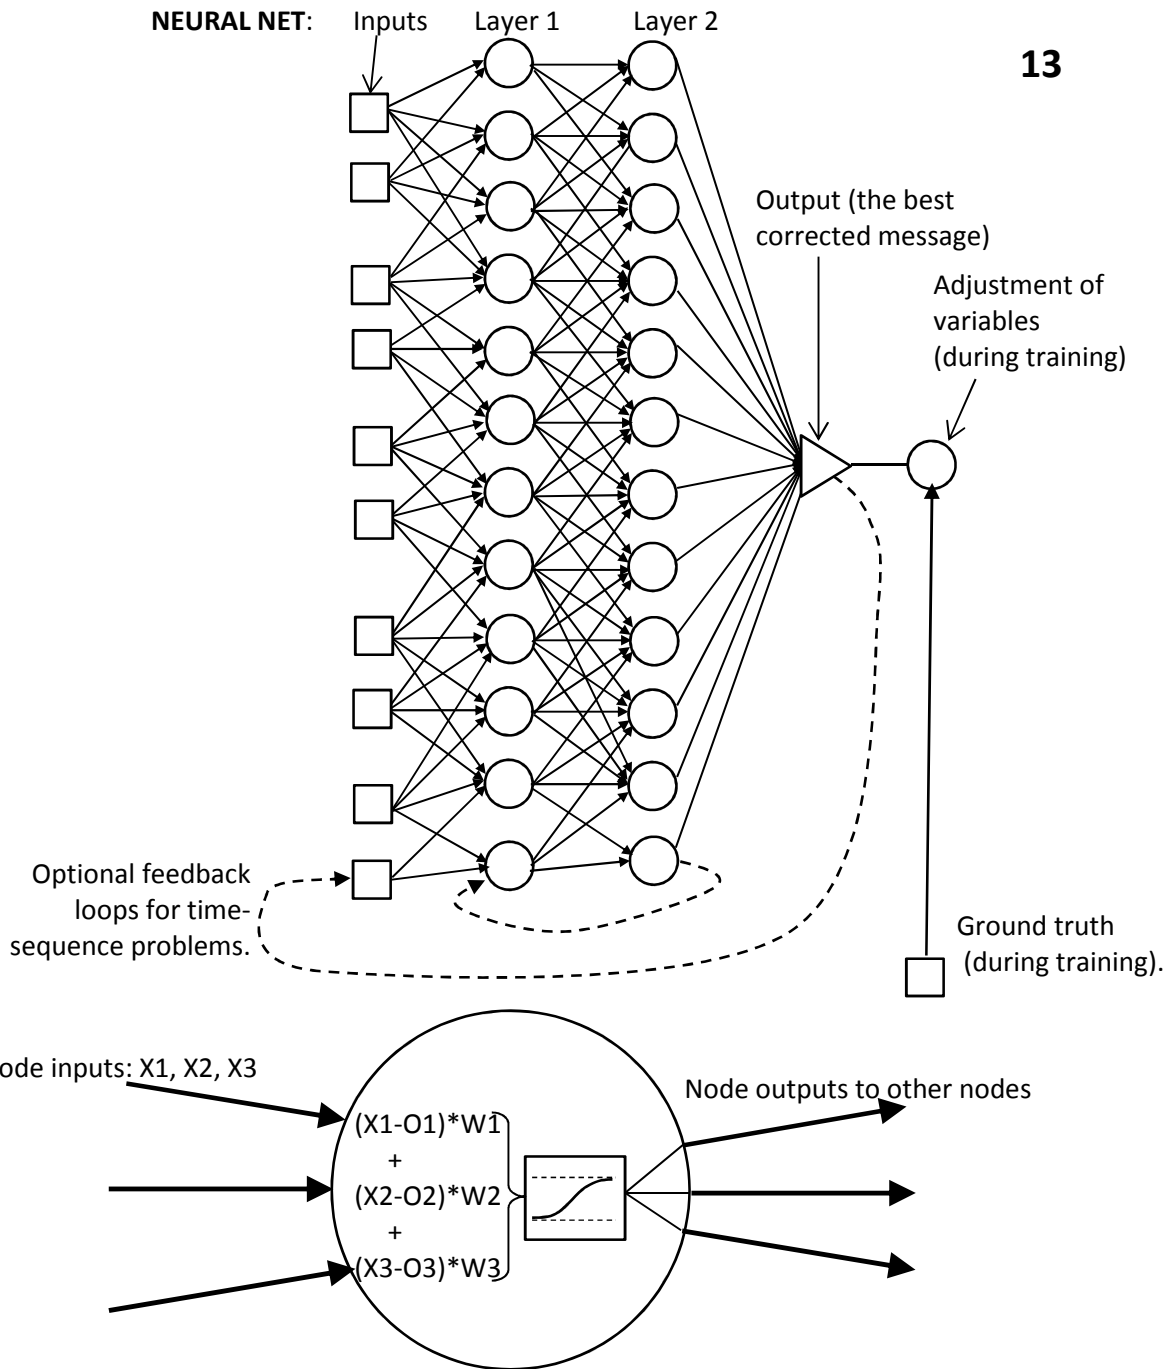 NEURAL NET: Inputs Layer 1 Layer 2
13
Output (the best
corrected message)
Adjustment of
variables
(during training)
Optional feedback
loops for time-
sequence problems.
Ground truth
(during training).
ode inputs: X1, X2, X3
Node outputs to other nodes
(X1-O1)*W1
+
(X2-O2)*W2
+
(X3-O3)*W3